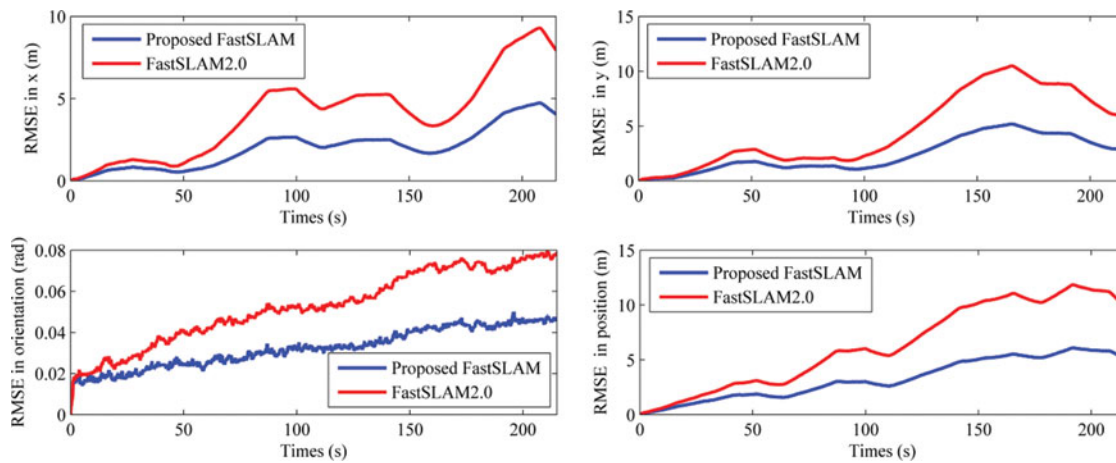 10
5
0
RMSE in x (m)
Proposed FastSLAM
FastSLAM2.0
0 50 100 150 200
Times (s)
15
10
5
0
RMSE in y (m)
Proposed FastSLAM
FastSLAM2.0
0 50 100 150 200
Times (s)
0.08
0.06
0.04
0.02
0
RMSE in orientation (rad)
Proposed FastSLAM
FastSLAM2.0
0 50 100 150 200
Times (s)
15
10
5
0
RMSE in position (m)
Proposed FastSLAM
FastSLAM2.0
0 50 100 150 200
Times (s)